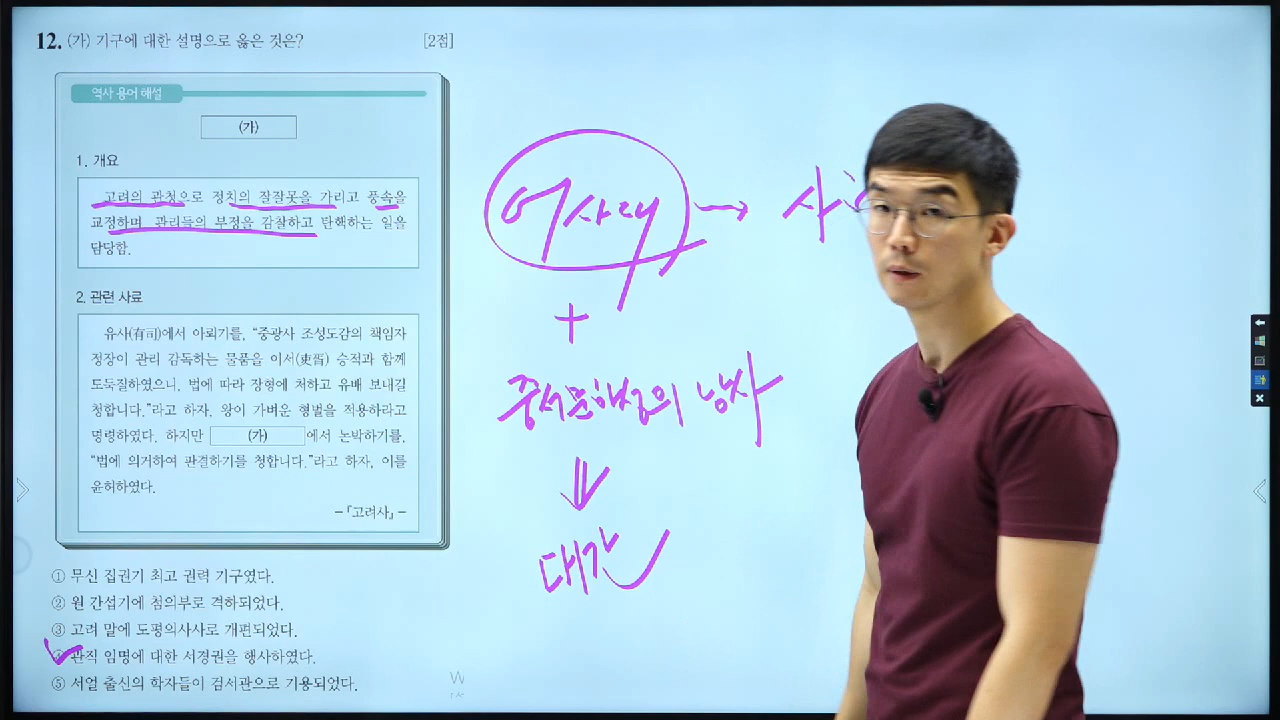 12. (가) 기구에 대한 설명으로 옳은 것은? [2점]
역사 용어 해설
(가)
1. 개요
고려의 관청으로 정치의 잘잘못을 가리고 풍속을
교정하며 관리들의 부정을 감찰하고 탄핵하는 일을
담당함.
2. 관련 사료
유사(有司)에서 아뢰기를, "중광사 조성도감의 책임자
정장이 관리 감독하는 물품을 이서(吏胥) 승적과 함께
도둑질하였으니, 법에 따라 장형에 처하고 유배 보내길
청합니다."라고 하자, 왕이 가벼운 형벌을 적용하라고
명령하였다. 하지만 (가) 에서 논박하기를,
"법에 의거하여 판결하기를 청합니다."라고 하자, 이를
윤허하였다.
-『고려사』-
① 무신 집권기 최고 권력 기구였다.
② 원 간섭기에 첨의부로 격하되었다.
③ 고려 말에 도평의사사로 개편되었다.
④ 관직 임명에 대한 서경권을 행사하였다.
⑤ 서얼 출신의 학자들이 검서관으로 기용되었다.
어사대 → 사
+
중서문하성의 낭사
⇓
대간